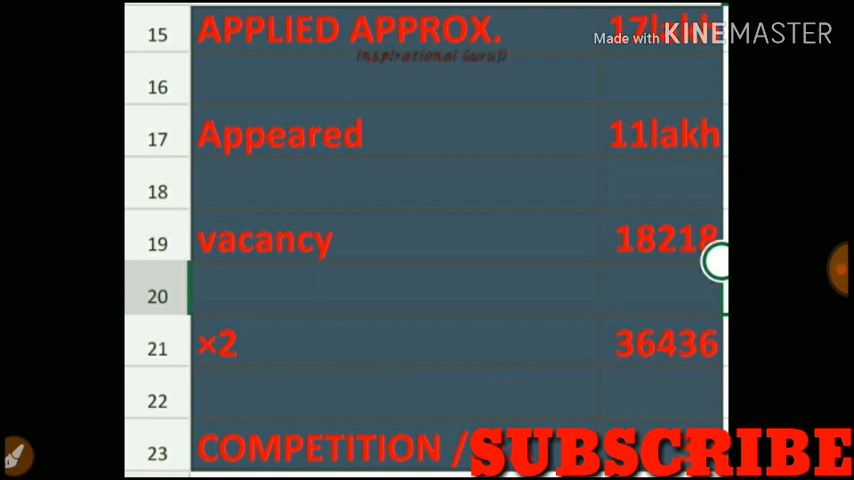 15 APPLIED APPROX. 17lakh
Made with KINEMASTER
Inspirational Guruji
16
17 Appeared 11lakh
18
19 vacancy 18218
20
21 ×2 36436
22
23 COMPETITION /
SUBSCRIBE